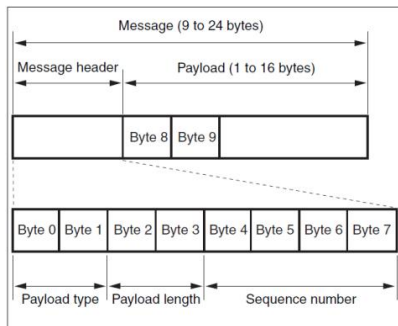 Message (9 to 24 bytes)
Message header Payload (1 to 16 bytes)
Byte 8 Byte 9
Byte 0 Byte 1 Byte 2 Byte 3 Byte 4 Byte 5 Byte 6 Byte 7
Payload type Payload length Sequence number